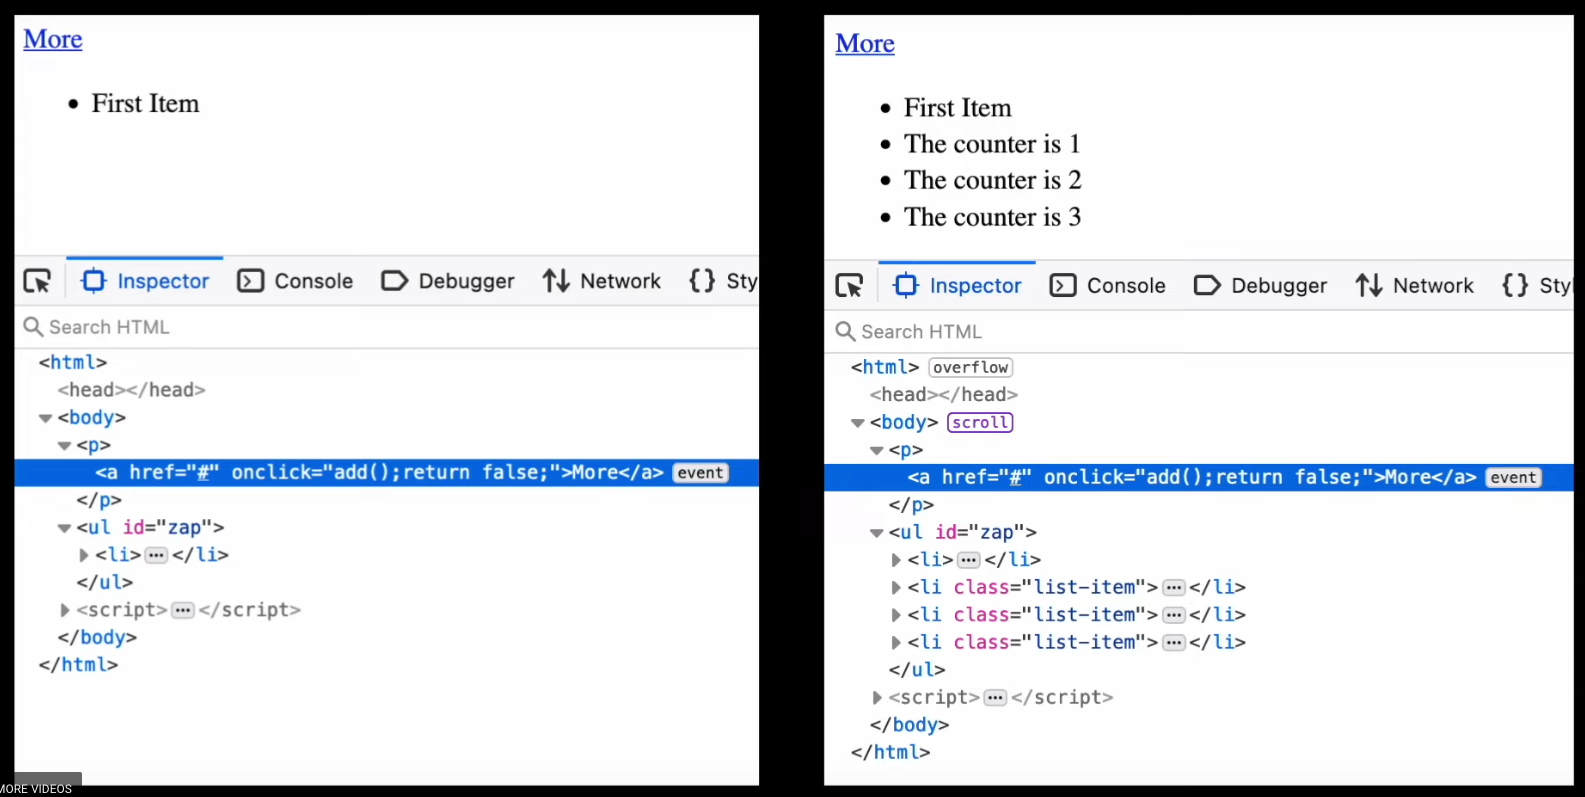 More
• First Item
Inspector Console Debugger Network {} Sty
Search HTML
<html>
<head></head>
<body>
<p>
<a href="#" onclick="add();return false;">More</a> event
</p>
<ul id="zap">
<li>···</li>
</ul>
<script>···</script>
</body>
</html>
MORE VIDEOS
More
• First Item
• The counter is 1
• The counter is 2
• The counter is 3
Inspector Console Debugger Network {} Sty
Search HTML
<html> overflow
<head></head>
<body> scroll
<p>
<a href="#" onclick="add();return false;">More</a> event
</p>
<ul id="zap">
<li>···</li>
<li class="list-item">···</li>
<li class="list-item">···</li>
<li class="list-item">···</li>
</ul>
<script>···</script>
</body>
</html>